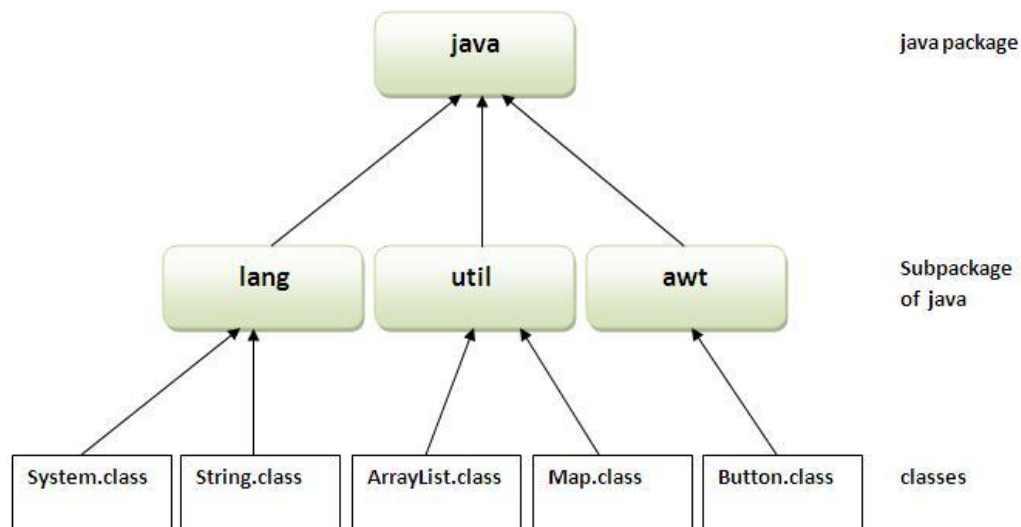 java
java package
lang
util
awt
Subpackage
of java
System.class
String.class
ArrayList.class
Map.class
Button.class
classes